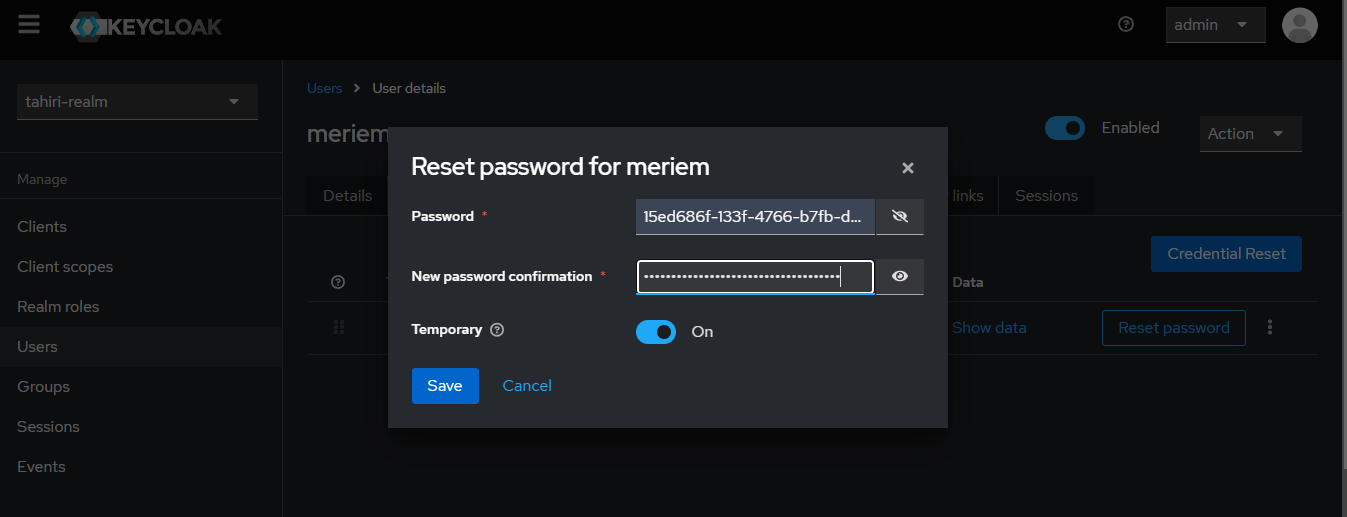 KEYCLOAK
admin
tahiri-realm
Users
User details
meriem
Enabled
Action
Manage
Details
links
Sessions
Clients
Client scopes
Realm roles
Users
Groups
Sessions
Events
Credential Reset
Data
Show data
Reset password
Reset password for meriem
Password *
15ed686f-133f-4766-b7fb-d...
New password confirmation *
••••••••••••••••••••••••••••••••••••
Temporary
On
Save
Cancel